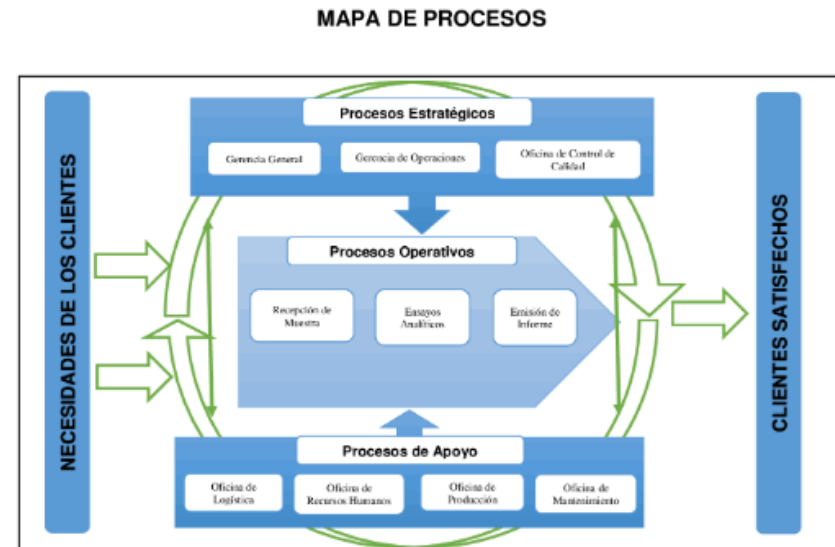 MAPA DE PROCESOS
NECESIDADES DE LOS CLIENTES
Procesos Estratégicos
Gerencia General
Gerencia de Operaciones
Oficina de Control de
Calidad
Procesos Operativos
Recepción de
Muestra
Ensayos
Analíticos
Emisión de
Informe
Procesos de Apoyo
Oficina de
Logística
Oficina de
Recursos Humanos
Oficina de
Producción
Oficina de
Mantenimiento
CLIENTES SATISFECHOS